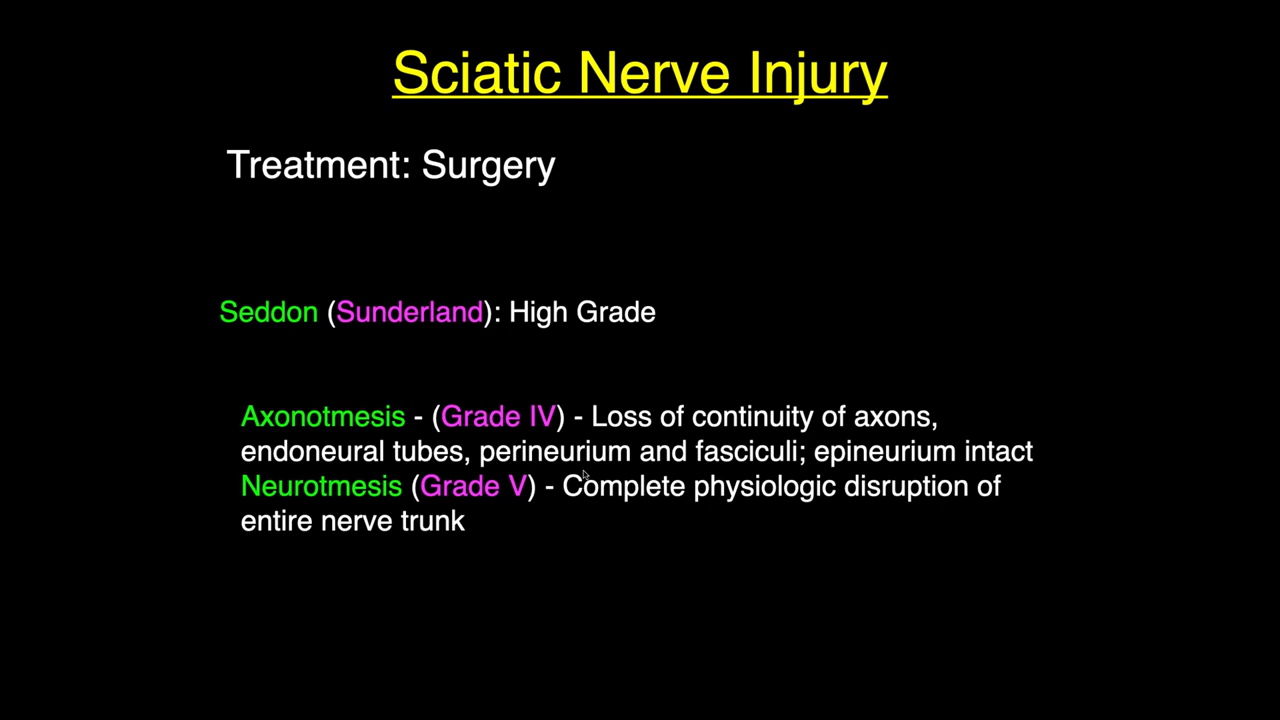 Sciatic Nerve Injury
Treatment: Surgery
Seddon (Sunderland): High Grade
Axonotmesis - (Grade IV) - Loss of continuity of axons,
endoneural tubes, perineurium and fasciculi; epineurium intact
Neurotmesis (Grade V) - Complete physiologic disruption of
entire nerve trunk